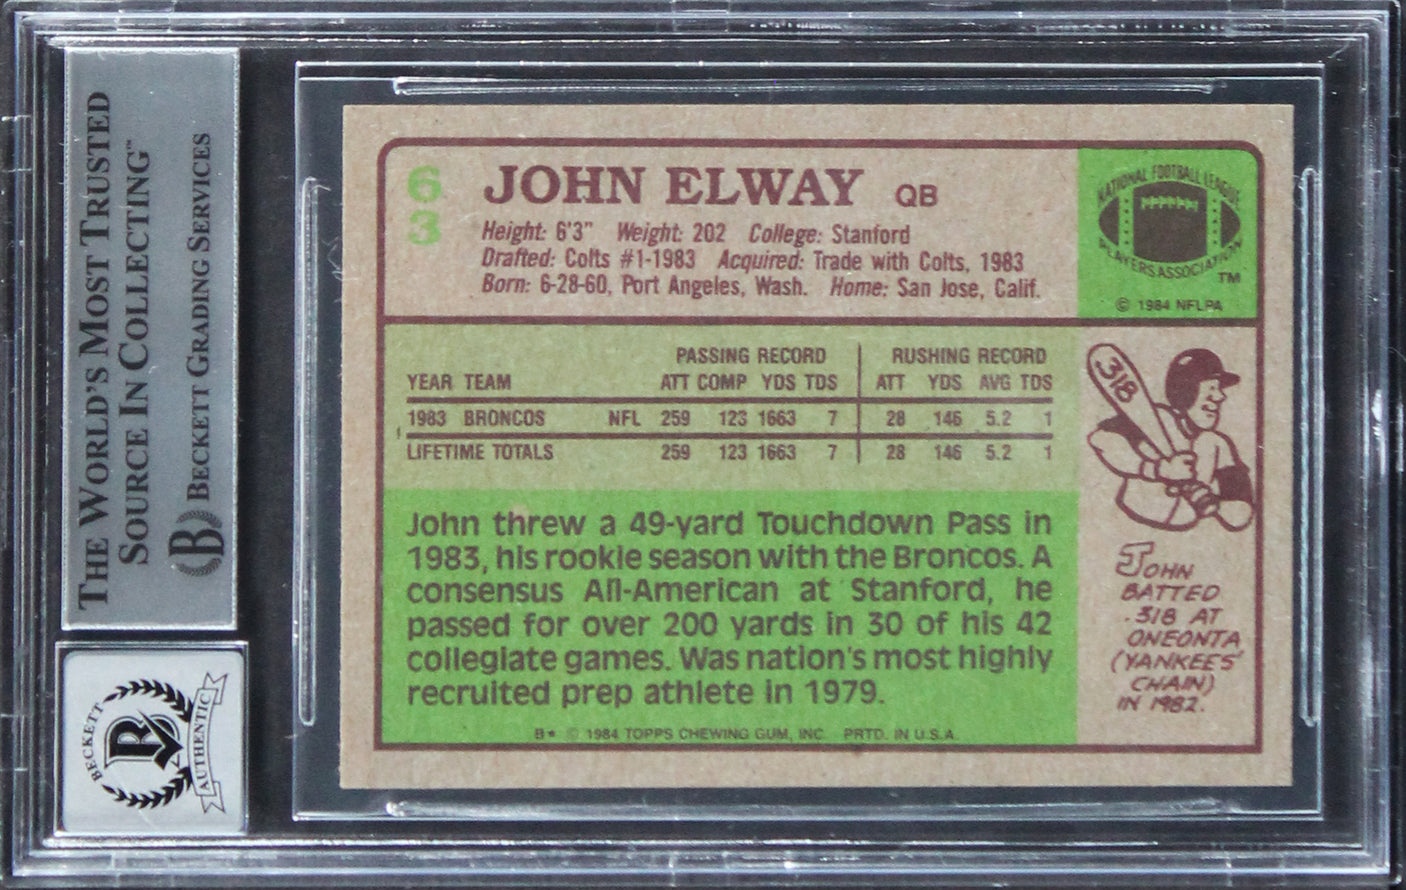 THE WORLD'S MOST TRUSTED
SOURCE IN COLLECTING™
B BECKETT GRADING SERVICES
BECKETT
B
AUTHENTIC
63
JOHN ELWAY QB
Height: 6'3" Weight: 202 College: Stanford
Drafted: Colts #1-1983 Acquired: Trade with Colts, 1983
Born: 6-28-60, Port Angeles, Wash. Home: San Jose, Calif.
NATIONAL FOOTBALL LEAGUE
PLAYERS ASSOCIATION
TM
© 1984 NFLPA
PASSING RECORD RUSHING RECORD
YEAR TEAM ATT COMP YDS TDS ATT YDS AVG TDS
1983 BRONCOS NFL 259 123 1663 7 28 146 5.2 1
LIFETIME TOTALS 259 123 1663 7 28 146 5.2 1
John threw a 49-yard Touchdown Pass in
1983, his rookie season with the Broncos. A
consensus All-American at Stanford, he
passed for over 200 yards in 30 of his 42
collegiate games. Was nation's most highly
recruited prep athlete in 1979.
B* © 1984 TOPPS CHEWING GUM, INC. PRTD. IN U.S.A.
318
JOHN
BATTED
.318 AT
ONEONTA
(YANKEES'
CHAIN)
IN 1982.